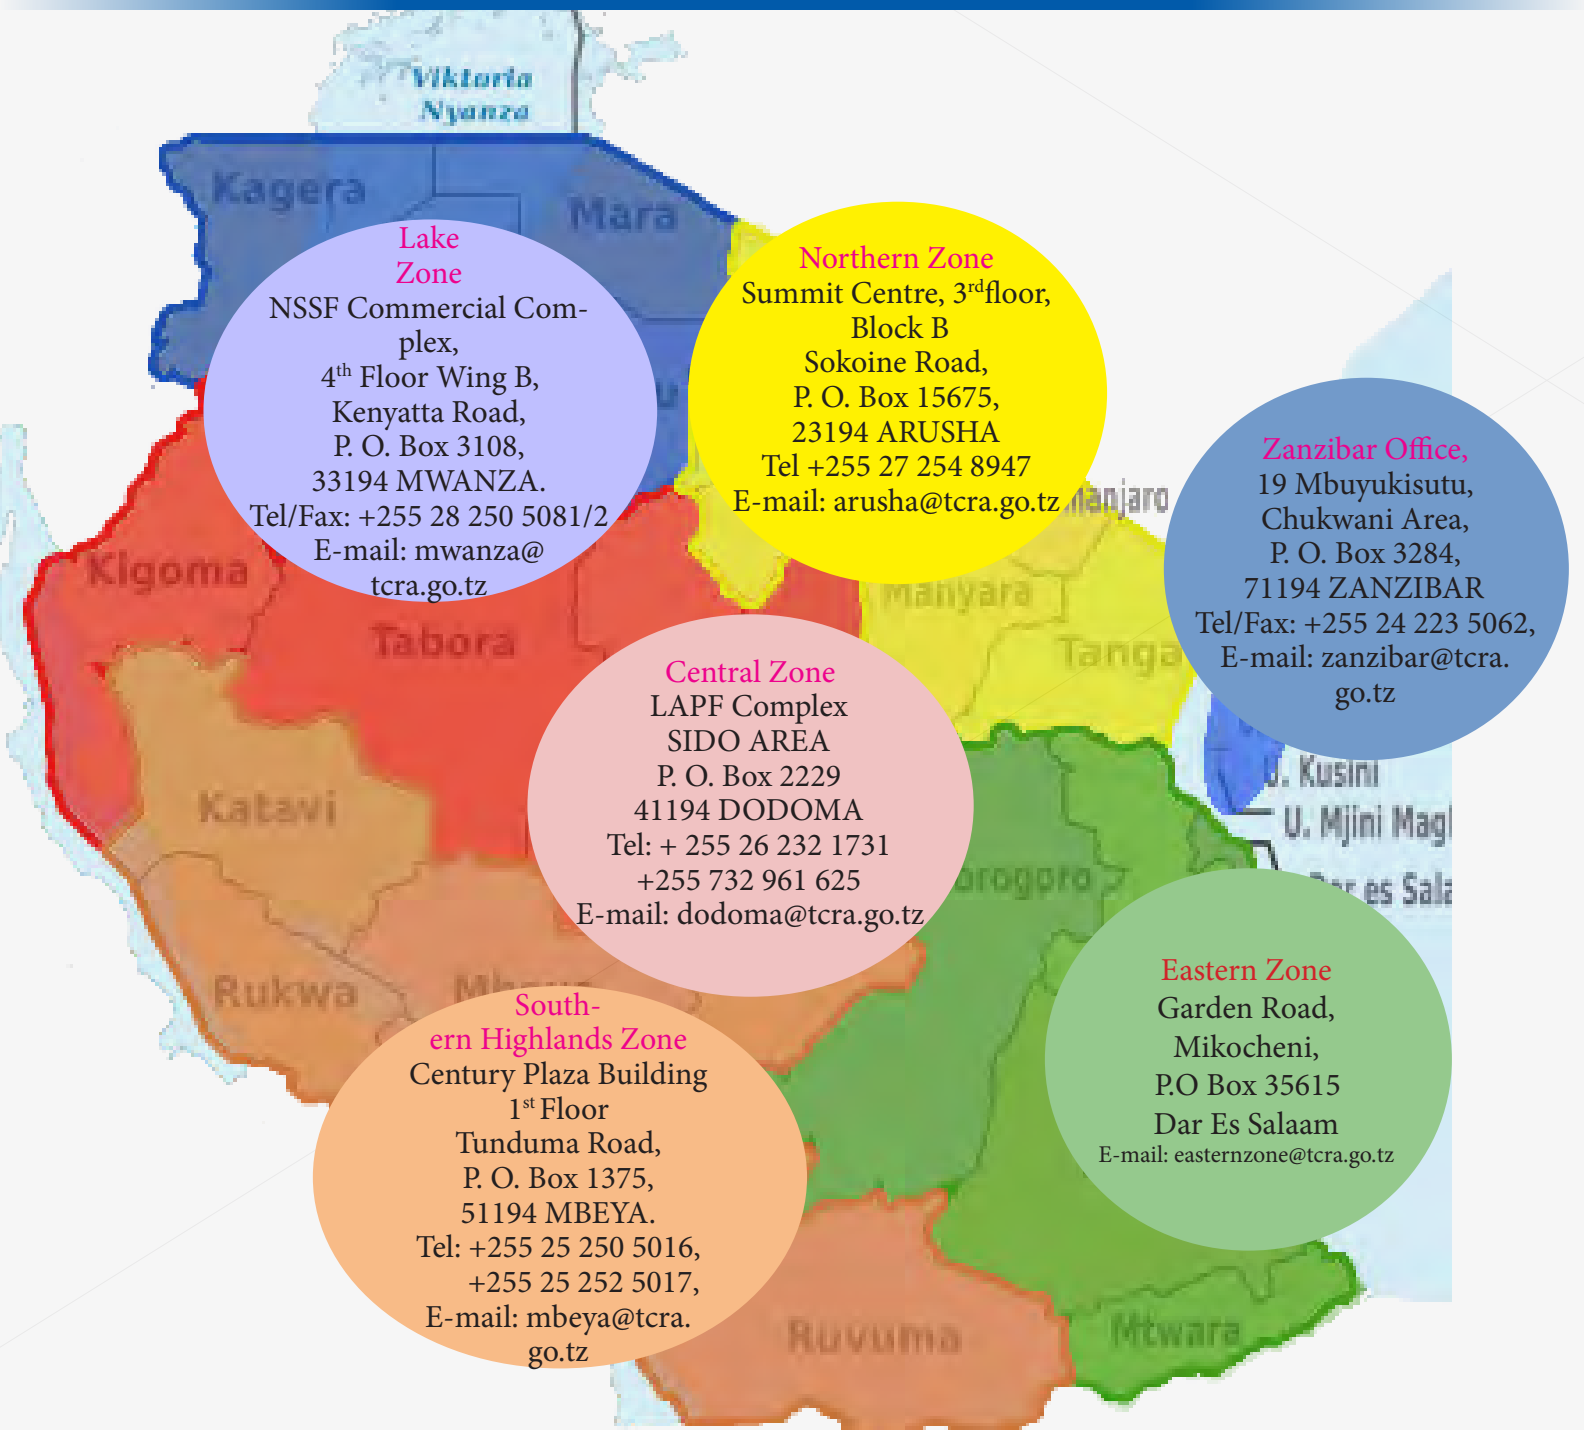 Viktoria
Nyanza
Kagera
Mara
Lake
Zone
NSSF Commercial Com-
plex,
4th Floor Wing B,
Kenyatta Road,
P. O. Box 3108,
33194 MWANZA.
Tel/Fax: +255 28 250 5081/2
E-mail: mwanza@
tcra.go.tz
Northern Zone
Summit Centre, 3rdfloor,
Block B
Sokoine Road,
P. O. Box 15675,
23194 ARUSHA
Tel +255 27 254 8947
E-mail: arusha@tcra.go.tz
manjaro
Zanzibar Office,
19 Mbuyukisutu,
Chukwani Area,
P. O. Box 3284,
71194 ZANZIBAR
Tel/Fax: +255 24 223 5062,
E-mail: zanzibar@tcra.
go.tz
Kigoma
Tabora
Manyara
Tanga
Central Zone
LAPF Complex
SIDO AREA
P. O. Box 2229
41194 DODOMA
Tel: + 255 26 232 1731
+255 732 961 625
E-mail: dodoma@tcra.go.tz
U. Kusini
U. Mjini Magl
Dar es Sala
Katavi
orogoro
Rukwa
Mbeya
South-
ern Highlands Zone
Century Plaza Building
1st Floor
Tunduma Road,
P. O. Box 1375,
51194 MBEYA.
Tel: +255 25 250 5016,
+255 25 252 5017,
E-mail: mbeya@tcra.
go.tz
Eastern Zone
Garden Road,
Mikocheni,
P.O Box 35615
Dar Es Salaam
E-mail: easternzone@tcra.go.tz
Ruvuma
Mtwara